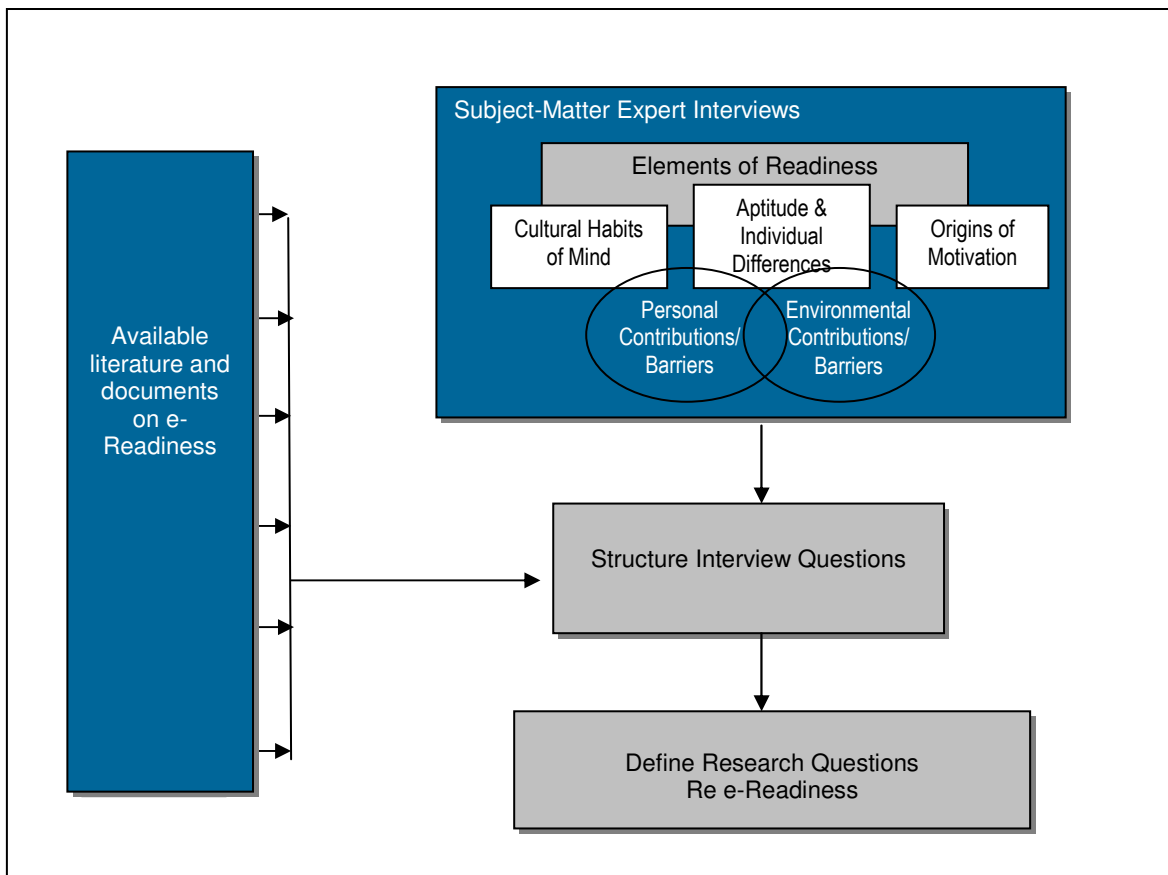 Subject-Matter Expert Interviews
Elements of Readiness
Cultural Habits
of Mind
Aptitude &
Individual
Differences
Origins of
Motivation
Personal
Contributions/
Barriers
Environmental
Contributions/
Barriers
Available
literature and
documents
on e-
Readiness
Structure Interview Questions
Define Research Questions
Re e-Readiness